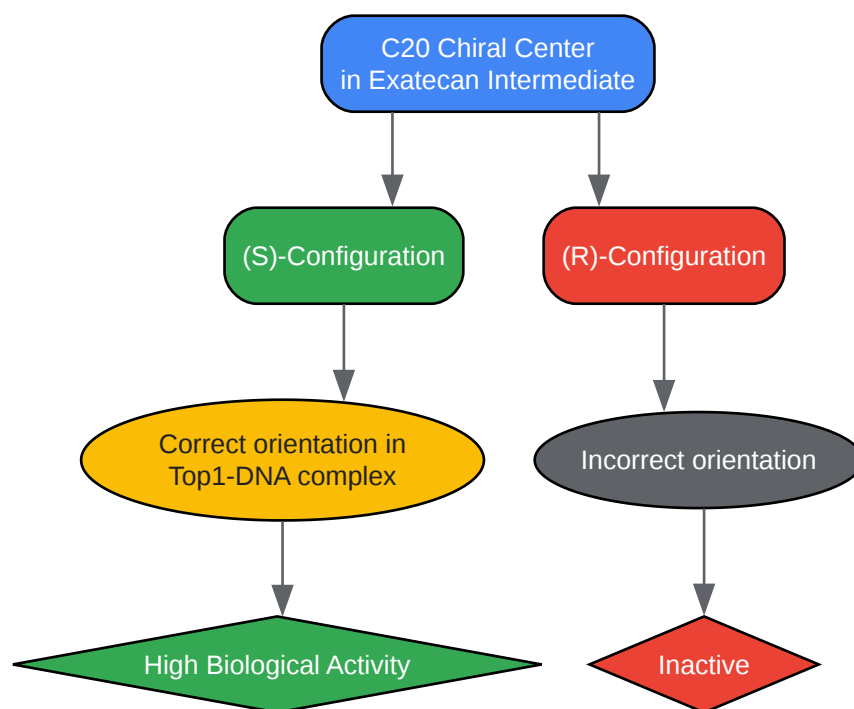 C20 Chiral Center
in Exatecan Intermediate
(S)-Configuration
(R)-Configuration
Correct orientation in
Top1-DNA complex
Incorrect orientation
High Biological Activity
Inactive